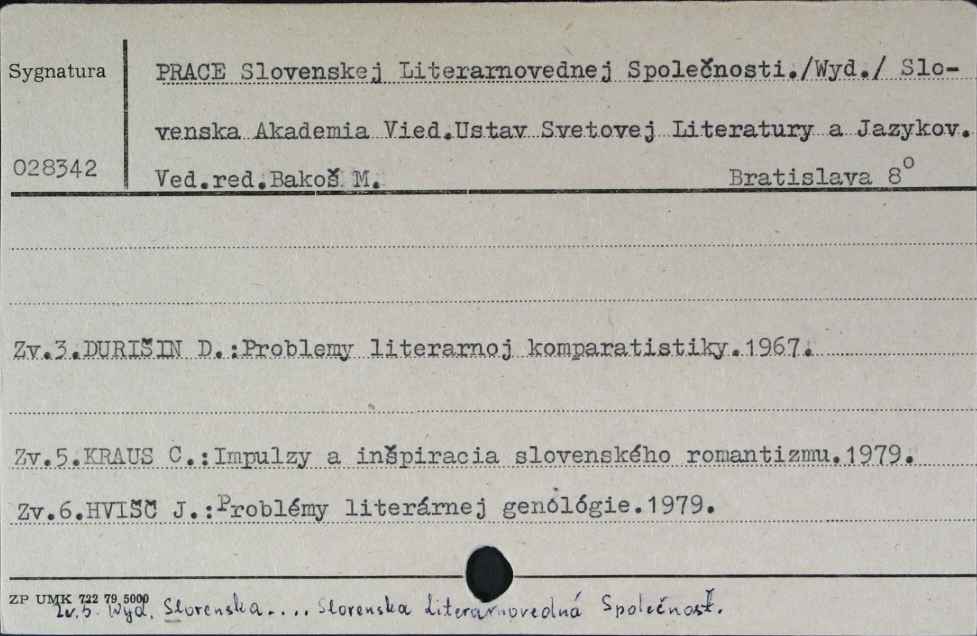 Sygnatura
PRACE Slovenskej Literarnovednej Společnosti./Wyd./ Slo-
venska Akademia Vied.Ustav Svetovej Literatury a Jazykov.
028342
Ved.red.Bakoš M. Bratislava 8°
Zv.3.DURIŠIN D.:Problemy literarnoj komparatistiky.1967.
Zv.5.KRAUS C.:Impulzy a inšpiracia slovenského romantizmu.1979.
Zv.6.HVIŠČ J.:Problémy literárnej genólógie.1979.
ZP UMK 722 79 5000
Zv.5. Wyd. Slovenska.... Slovenska Literarnovedná Společnosť.